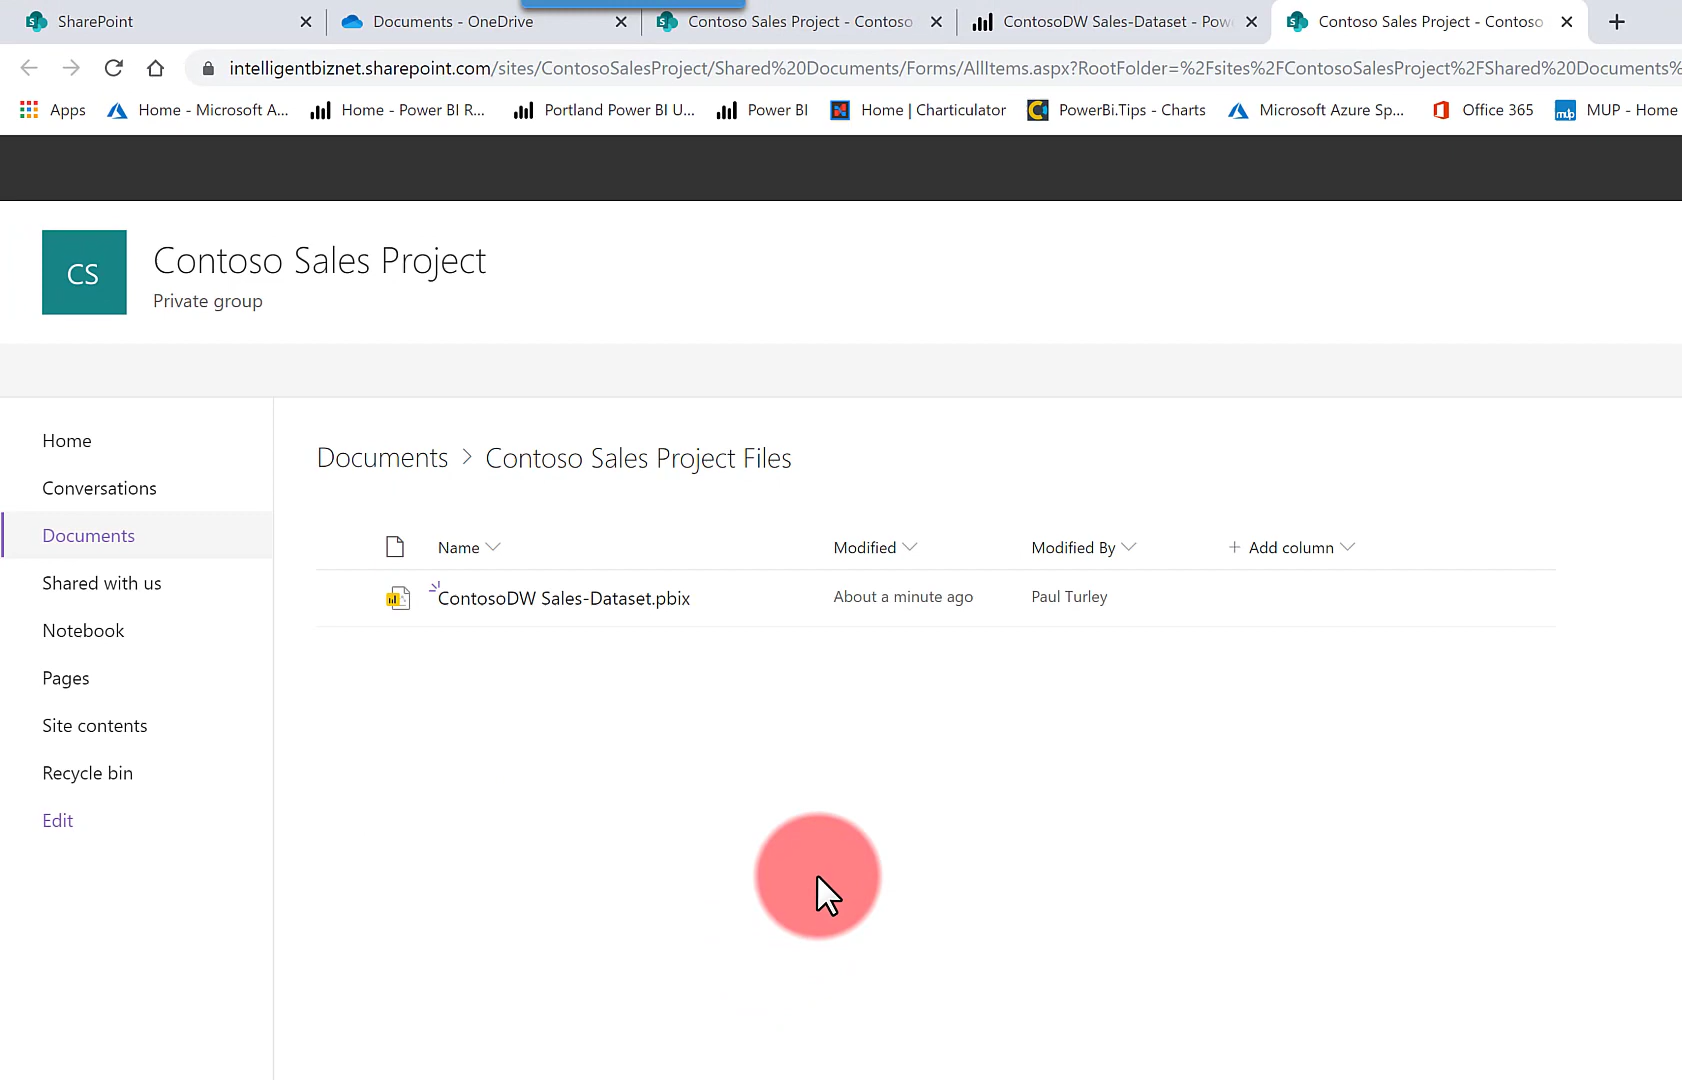 SharePoint
Documents - OneDrive
Contoso Sales Project - Contoso
ContosoDW Sales-Dataset - Pow
Contoso Sales Project - Contoso
intelligentbiznet.sharepoint.com/sites/ContosoSalesProject/Shared%20Documents/Forms/AllItems.aspx?RootFolder=%2Fsites%2FContosoSalesProject%2FShared%20Documents%
Apps
Home - Microsoft A...
Home - Power BI R...
Portland Power BI U...
Power BI
Home | Charticulator
PowerBi.Tips - Charts
Microsoft Azure Sp...
Office 365
mup
MUP - Home
CS
Contoso Sales Project
Private group
Home
Conversations
Documents
Shared with us
Notebook
Pages
Site contents
Recycle bin
Edit
Documents > Contoso Sales Project Files
Name
Modified
Modified By
+ Add column
ContosoDW Sales-Dataset.pbix
About a minute ago
Paul Turley